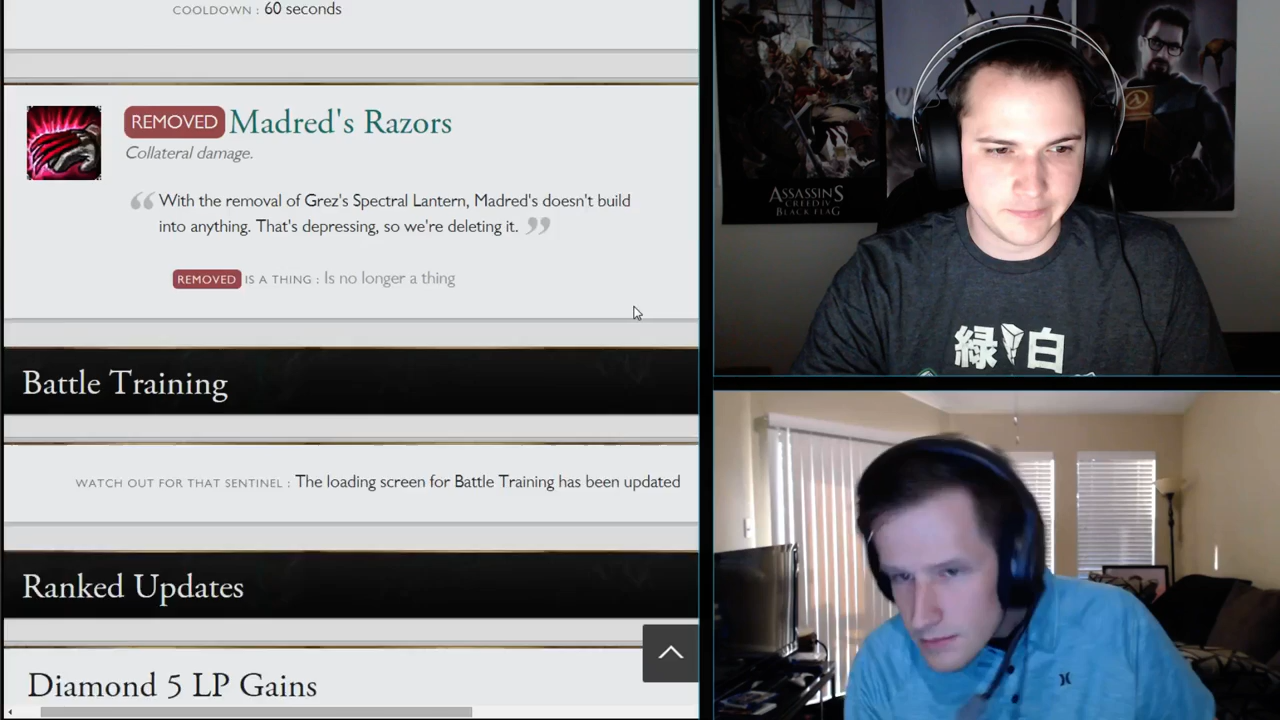 COOLDOWN : 60 seconds
REMOVED Madred's Razors
Collateral damage.
“ With the removal of Grez's Spectral Lantern, Madred's doesn't build
into anything. That's depressing, so we're deleting it. ”
REMOVED IS A THING : Is no longer a thing
Battle Training
WATCH OUT FOR THAT SENTINEL : The loading screen for Battle Training has been updated
Ranked Updates
Diamond 5 LP Gains
ASSASSIN'S
CREED IV
BLACK FLAG
緑 白